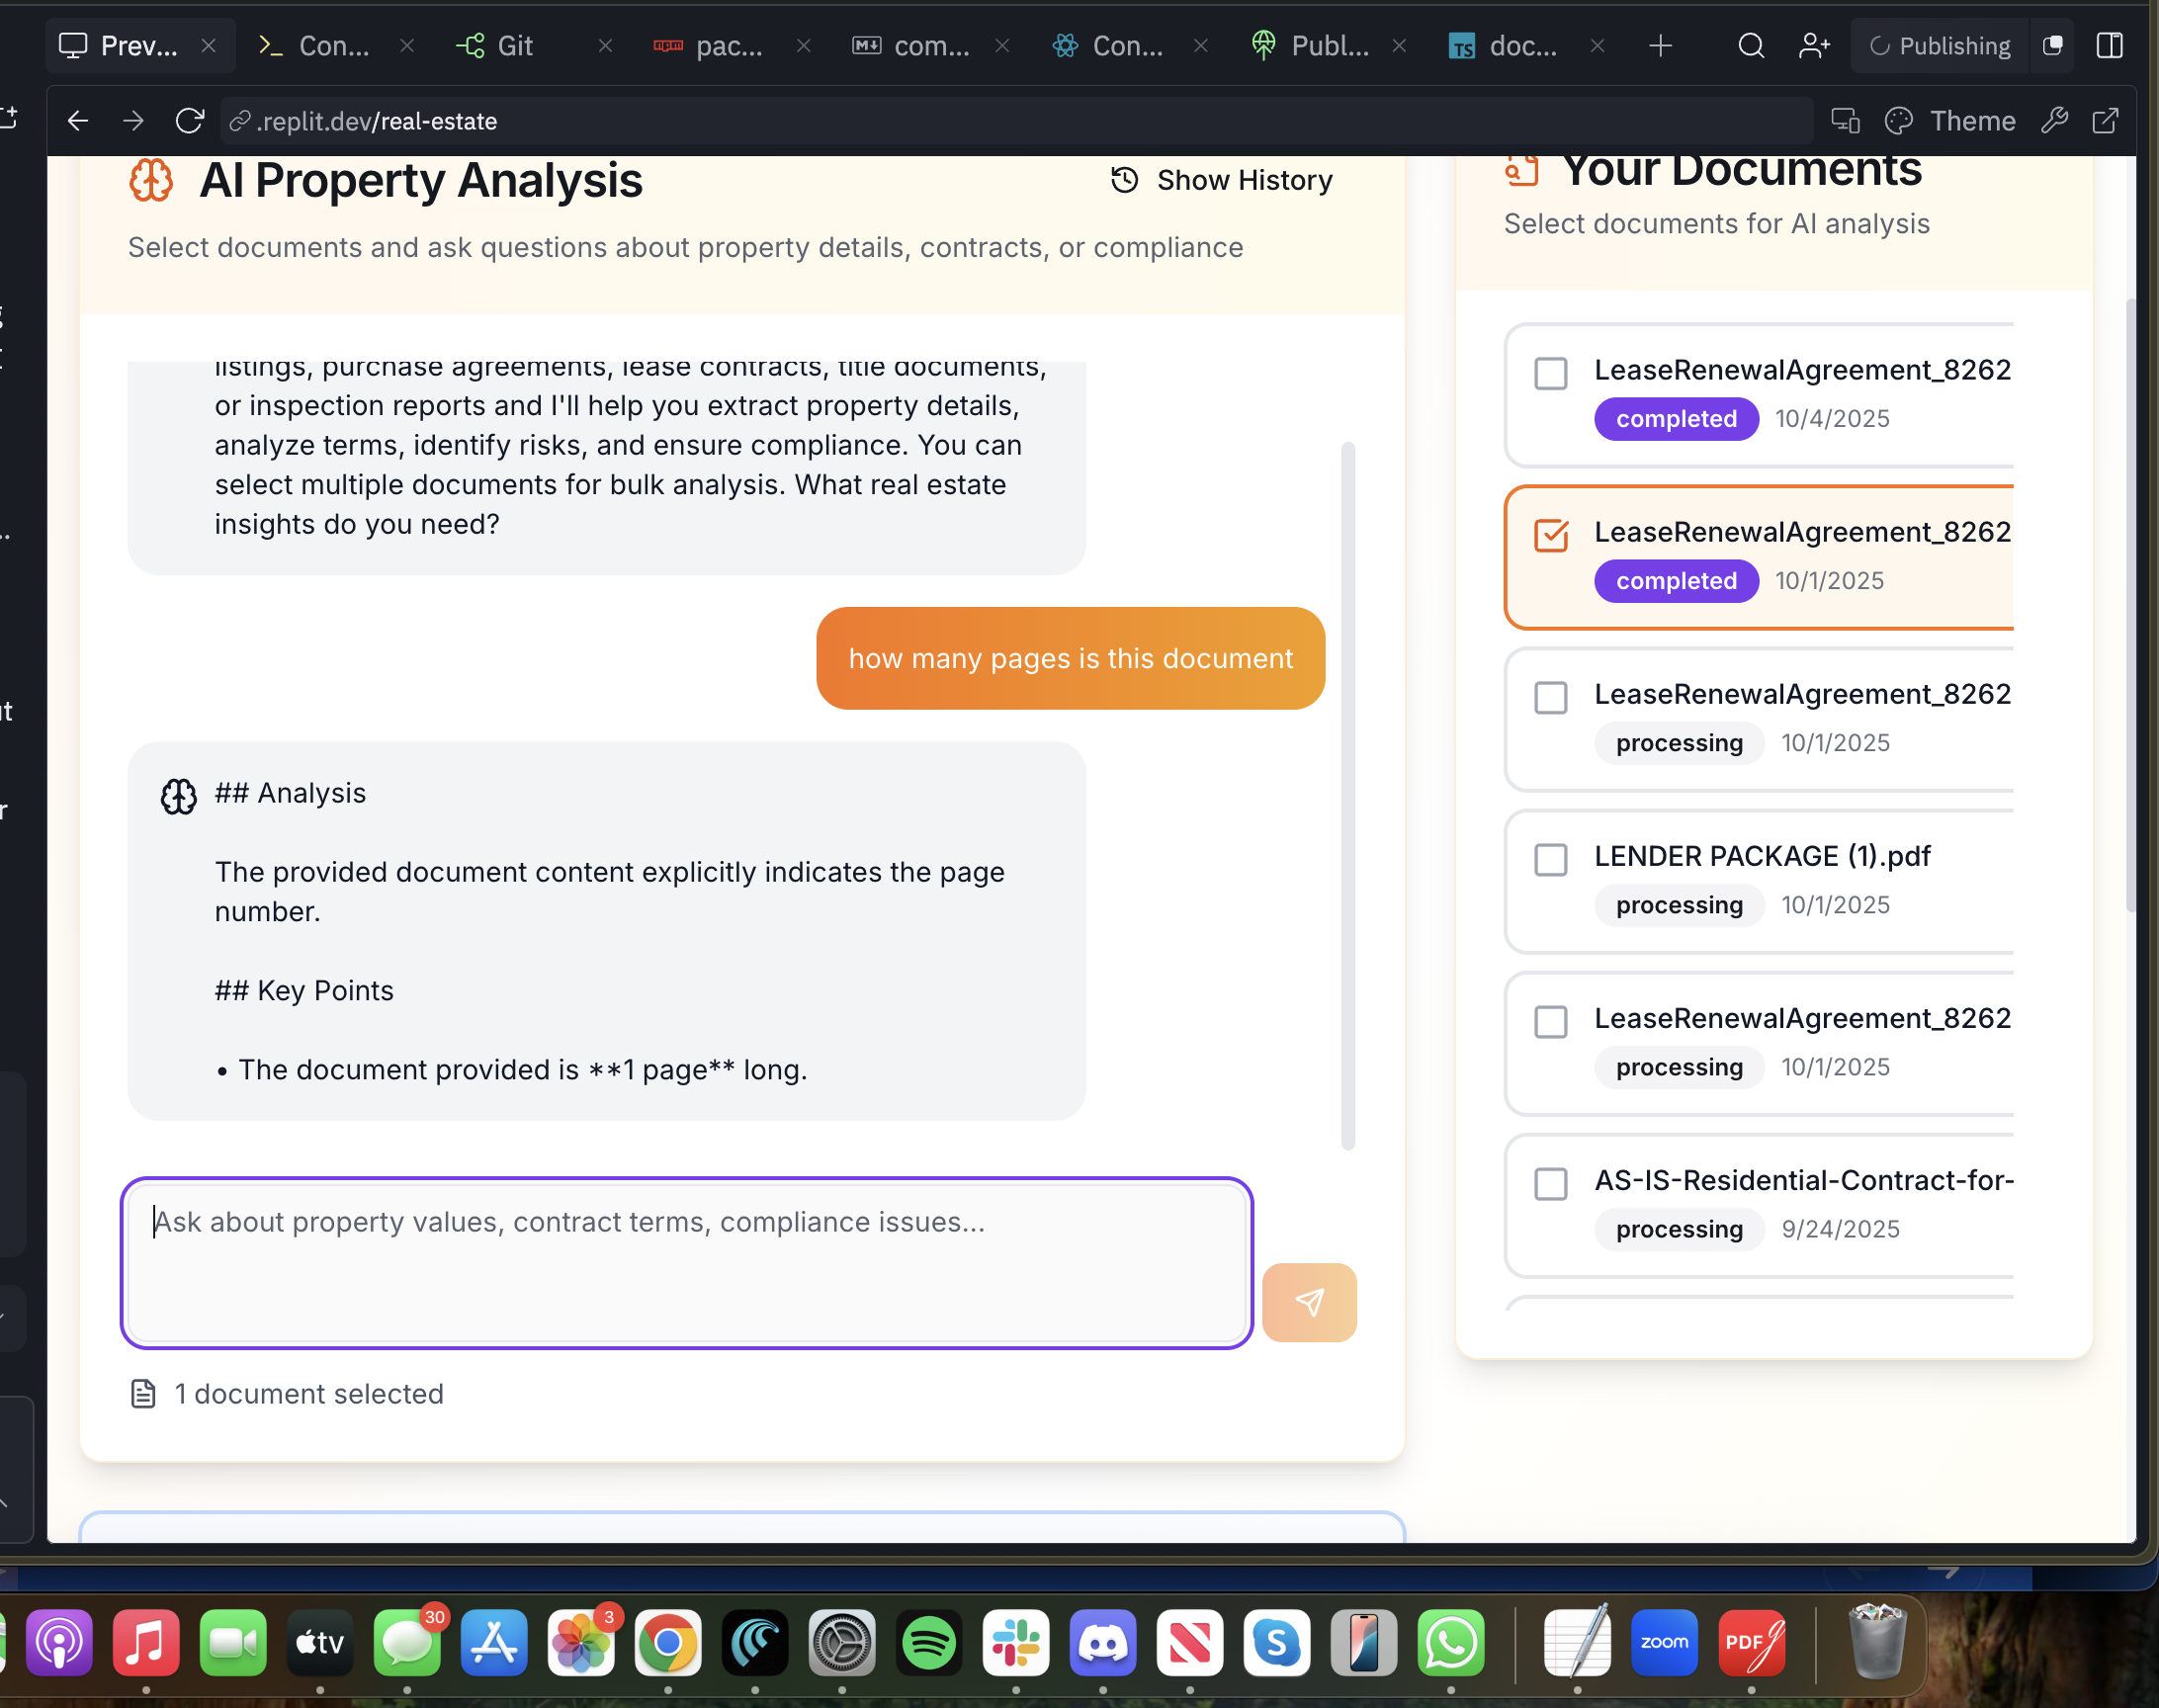 Prev...
Con...
Git
pac...
com...
Con...
Publ...
TS
doc...
Publishing
.replit.dev/real-estate
Theme
AI Property Analysis
Show History
Select documents and ask questions about property details, contracts, or compliance
listings, purchase agreements, lease contracts, title documents,
or inspection reports and I'll help you extract property details,
analyze terms, identify risks, and ensure compliance. You can
select multiple documents for bulk analysis. What real estate
insights do you need?
how many pages is this document
## Analysis
The provided document content explicitly indicates the page
number.
## Key Points
• The document provided is **1 page** long.
Ask about property values, contract terms, compliance issues...
1 document selected
Your Documents
Select documents for AI analysis
LeaseRenewalAgreement_8262
completed 10/4/2025
LeaseRenewalAgreement_8262
completed 10/1/2025
LeaseRenewalAgreement_8262
processing 10/1/2025
LENDER PACKAGE (1).pdf
processing 10/1/2025
LeaseRenewalAgreement_8262
processing 10/1/2025
AS-IS-Residential-Contract-for-
processing 9/24/2025
tv
30
3
S
zoom
PDF